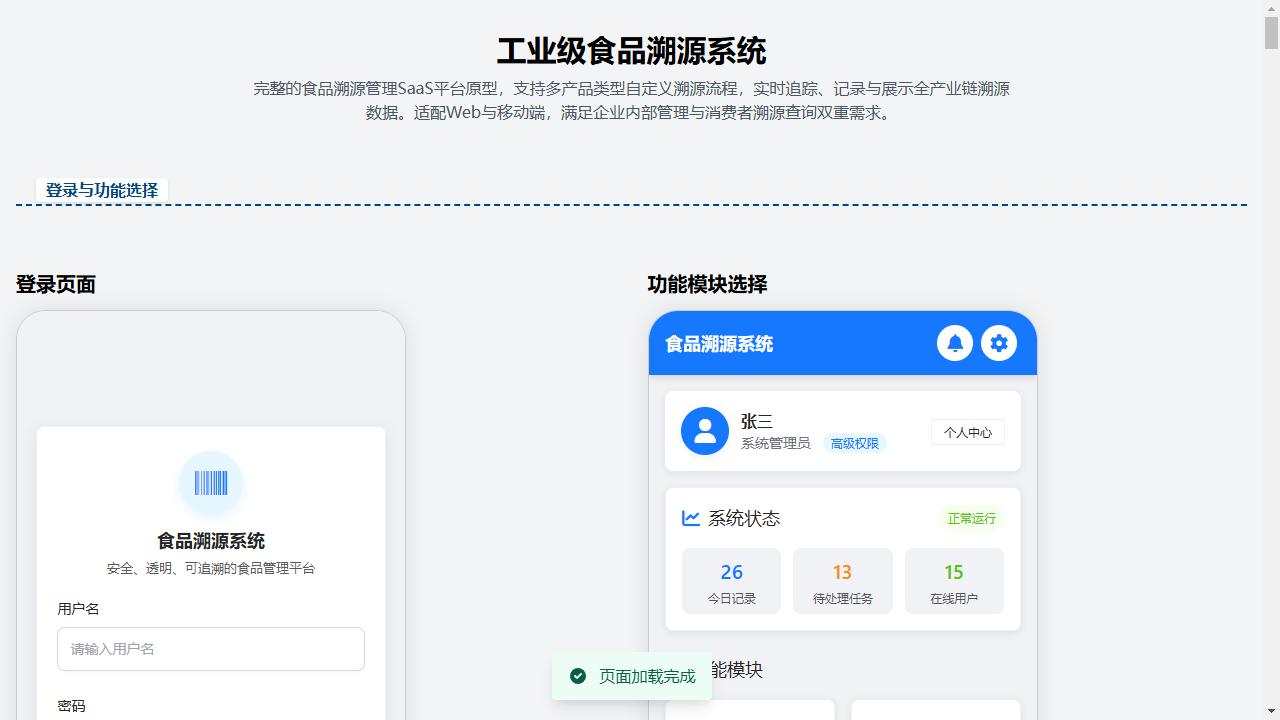 工业级食品溯源系统
完整的食品溯源管理SaaS平台原型，支持多产品类型自定义溯源流程，实时追踪、记录与展示全产业链溯源
数据。适配Web与移动端，满足企业内部管理与消费者溯源查询双重需求。
登录与功能选择
登录页面
食品溯源系统
安全、透明、可追溯的食品管理平台
用户名
请输入用户名
密码
功能模块选择
食品溯源系统
张三
系统管理员 高级权限
个人中心
系统状态
正常运行
26
今日记录
13
待处理任务
15
在线用户
能模块
页面加载完成